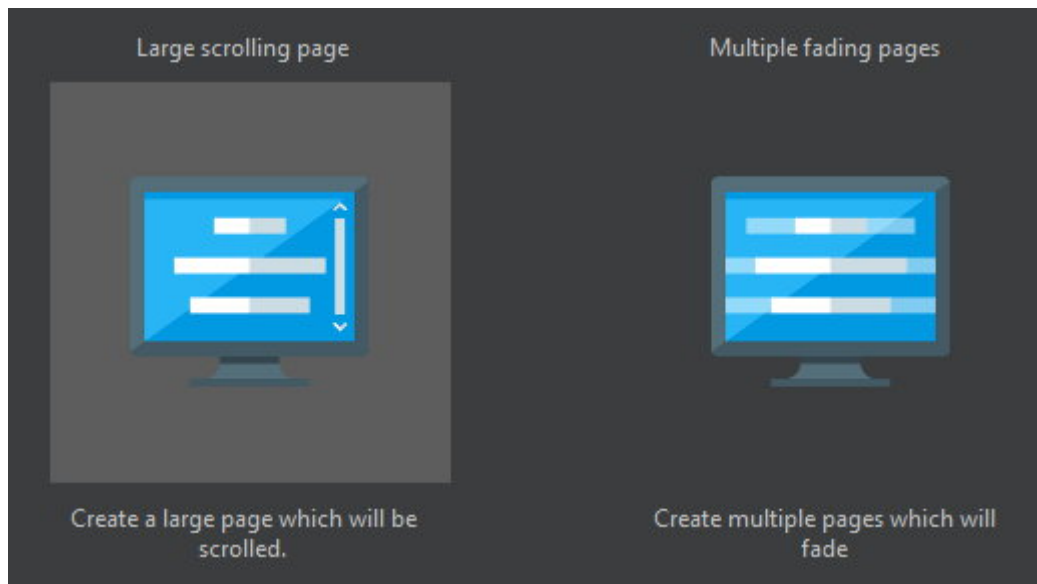 Large scrolling page
Multiple fading pages
Create a large page which will be
scrolled.
Create multiple pages which will
fade